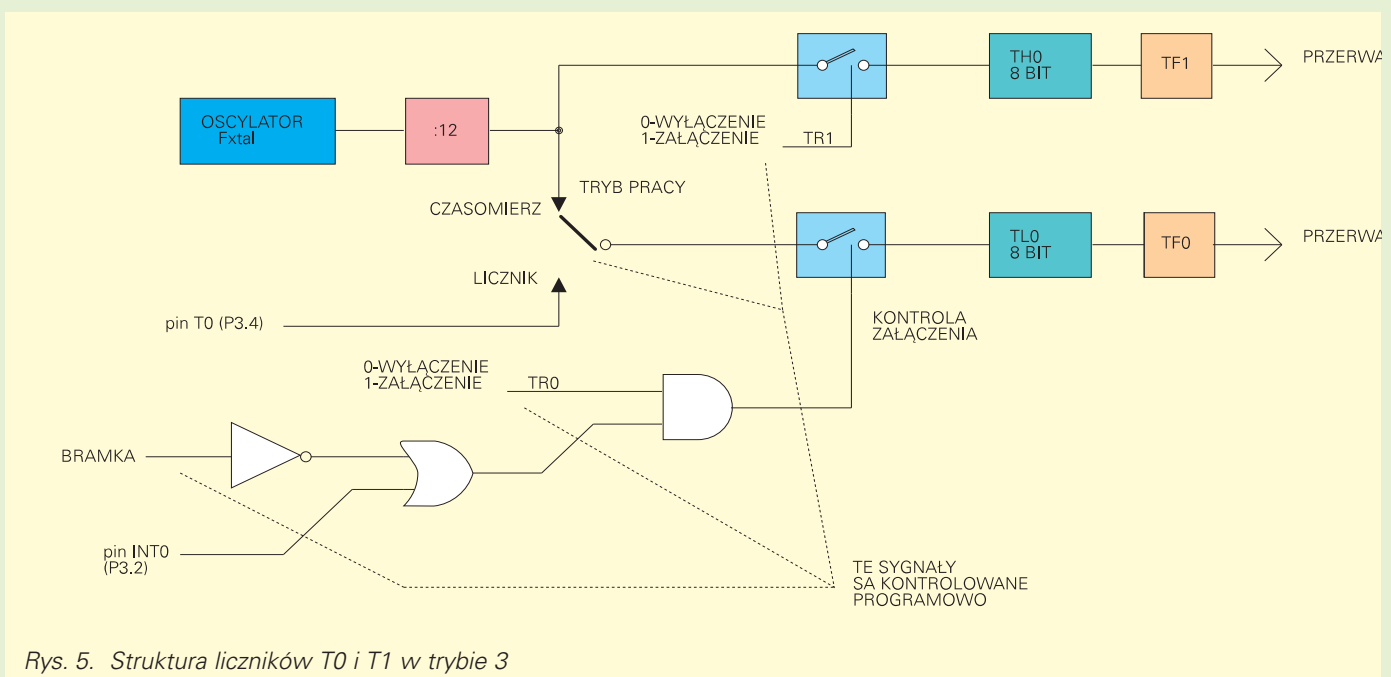 TH0
8 BIT
TF1
PRZERWA
OSCYLATOR
Fxtal
:12
0-WYŁĄCZENIE
1-ZAŁĄCZENIE
TR1
TRYB PRACY
CZASOMIERZ
TL0
8 BIT
TF0
PRZERWA
LICZNIK
pin T0 (P3.4)
KONTROLA
ZAŁĄCZENIA
0-WYŁĄCZENIE
1-ZAŁĄCZENIE
TR0
BRAMKA
pin INT0
(P3.2)
TE SYGNAŁY
SA KONTROLOWANE
PROGRAMOWO
Rys. 5. Struktura liczników T0 i T1 w trybie 3